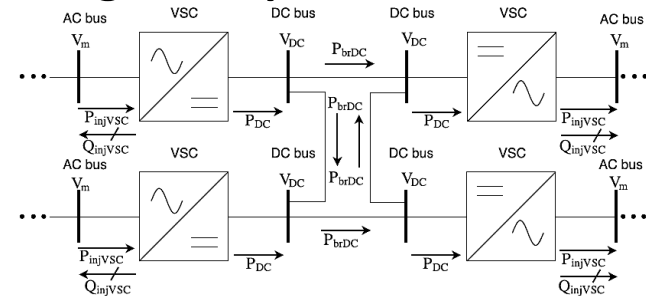 AC bus VSC DC bus DC bus VSC AC bus
V_m V_DC V_DC V_m
P_brDC
P_injVSC P_DC P_brDC P_DC P_injVSC
Q_injVSC Q_injVSC
AC bus VSC DC bus P_brDC DC bus VSC AC bus
V_m V_DC V_DC V_m
P_brDC
P_injVSC P_DC P_DC P_injVSC
Q_injVSC Q_injVSC